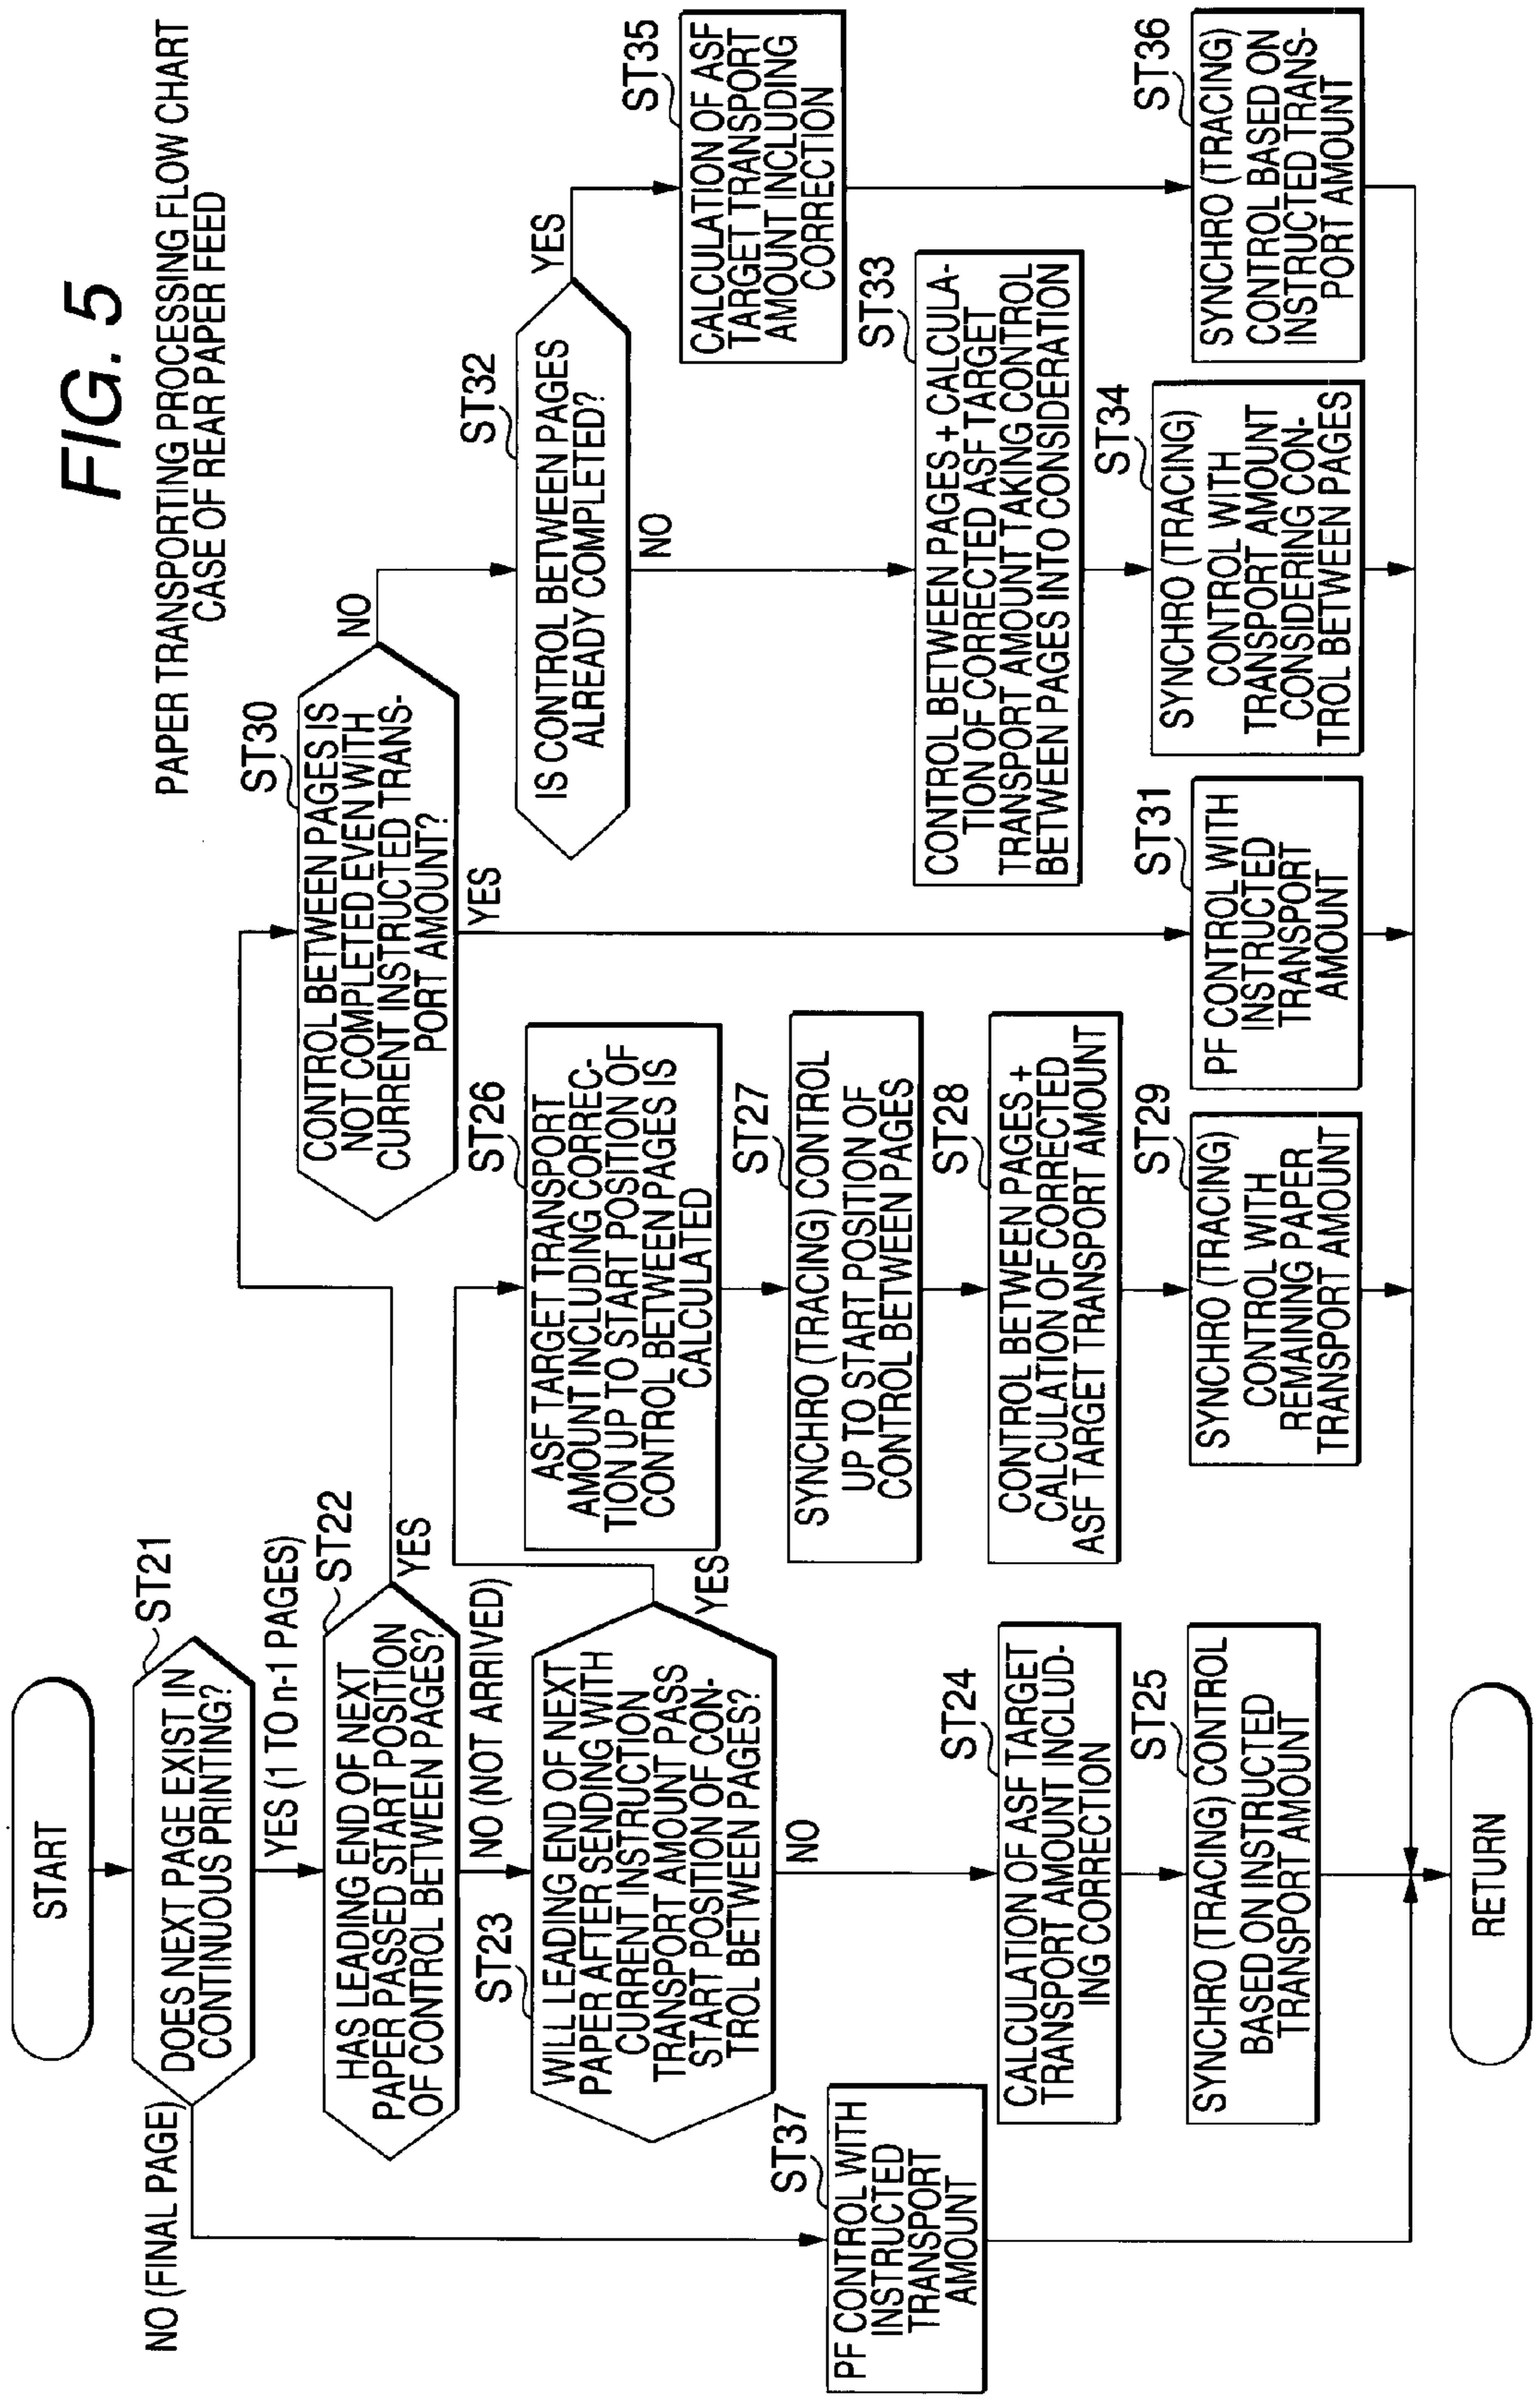 FIG. 5
PAPER TRANSPORTING PROCESSING FLOW CHART
CASE OF REAR PAPER FEED
START
ST21
DOES NEXT PAGE EXIST IN
CONTINUOUS PRINTING?
NO (FINAL PAGE)
YES (1 TO n-1 PAGES)
ST22
HAS LEADING END OF NEXT
PAPER PASSED START POSITION
OF CONTROL BETWEEN PAGES?
YES
NO (NOT ARRIVED)
ST23
WILL LEADING END OF NEXT
PAPER AFTER SENDING WITH
CURRENT INSTRUCTION
TRANSPORT AMOUNT PASS
START POSITION OF CON-
TROL BETWEEN PAGES?
YES
NO
ST24
CALCULATION OF ASF TARGET
TRANSPORT AMOUNT INCLUD-
ING CORRECTION
ST25
SYNCHRO (TRACING) CONTROL
BASED ON INSTRUCTED
TRANSPORT AMOUNT
ST26
ASF TARGET TRANSPORT
AMOUNT INCLUDING CORREC-
TION UP TO START POSITION OF
CONTROL BETWEEN PAGES IS
CALCULATED
ST27
SYNCHRO (TRACING) CONTROL
UP TO START POSITION OF
CONTROL BETWEEN PAGES
ST28
CONTROL BETWEEN PAGES +
CALCULATION OF CORRECTED
ASF TARGET TRANSPORT AMOUNT
ST29
SYNCHRO (TRACING)
CONTROL WITH
REMAINING PAPER
TRANSPORT AMOUNT
ST30
CONTROL BETWEEN PAGES IS
NOT COMPLETED EVEN WITH
CURRENT INSTRUCTED TRANS-
PORT AMOUNT?
NO
YES
ST31
PF CONTROL WITH
INSTRUCTED
TRANSPORT
AMOUNT
ST32
IS CONTROL BETWEEN PAGES
ALREADY COMPLETED?
YES
NO
ST33
CONTROL BETWEEN PAGES + CALCULA-
TION OF CORRECTED ASF TARGET
TRANSPORT AMOUNT TAKING CONTROL
BETWEEN PAGES INTO CONSIDERATION
ST34
SYNCHRO (TRACING)
CONTROL WITH
TRANSPORT AMOUNT
CONSIDERING CON-
TROL BETWEEN PAGES
ST35
CALCULATION OF ASF
TARGET TRANSPORT
AMOUNT INCLUDING
CORRECTION
ST36
SYNCHRO (TRACING)
CONTROL BASED ON
INSTRUCTED TRANS-
PORT AMOUNT
ST37
PF CONTROL WITH
INSTRUCTED
TRANSPORT
AMOUNT
RETURN